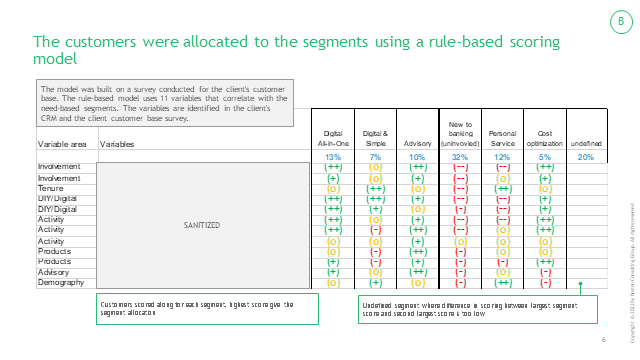 B
The customers were allocated to the segments using a rule-based scoring
model
The model was built on a survey conducted for the client's customer
base. The rule-based model uses 11 variables that correlate with the
need-based segments. The variables are identified in the client's
CRM and the client customer base survey.
Variable area Variables Digital All-in-One Digital & Simple Advisory New to banking (uninvovled) Personal Service Cost optimization undefined
13% 7% 10% 32% 12% 5% 20%
Involvement (++) (o) (++) (--) (--) (++)
Involvement (+) (o) (+) (--) (o) (+)
Tenure (o) (++) (o) (--) (++) (o)
DIY/Digital (++) (++) (+) (--) (--) (+)
DIY/Digital (++) (+) (o) (-) (--) (+)
Activity (++) (o) (+) (--) (--) (++)
Activity (++) (-) (++) (--) (o) (++)
Activity (o) (o) (+) (o) (o) (o)
Products (o) (-) (++) (-) (o) (o)
Products (+) (-) (+) (-) (-) (++)
Advisory (+) (o) (++) (-) (o) (-)
Demography (o) (+) (o) (-) (++) (-)
SANITIZED
Customers scored along for each segment, highest score give the
segment allocation
Undefined segment where difference in scoring between largest segment
score and second largest score is too low
6
Copyright © 2023 by Boston Consulting Group. All rights reserved.